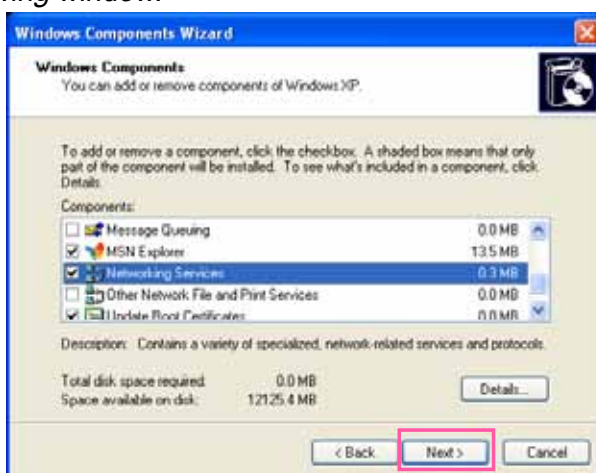 Windows Components Wizard
Windows Components
You can add or remove components of Windows XP.
To add or remove a component, click the checkbox. A shaded box means that only
part of the component will be installed. To see what's included in a component, click
Details.
Components:
Message Queuing 0.0 MB
MSN Explorer 13.5 MB
Networking Services 0.3 MB
Other Network File and Print Services 0.0 MB
Update Root Certificates 0.0 MB
Description: Contains a variety of specialized, network-related services and protocols.
Total disk space required: 0.0 MB
Space available on disk: 12125.4 MB
Details...
< Back Next > Cancel